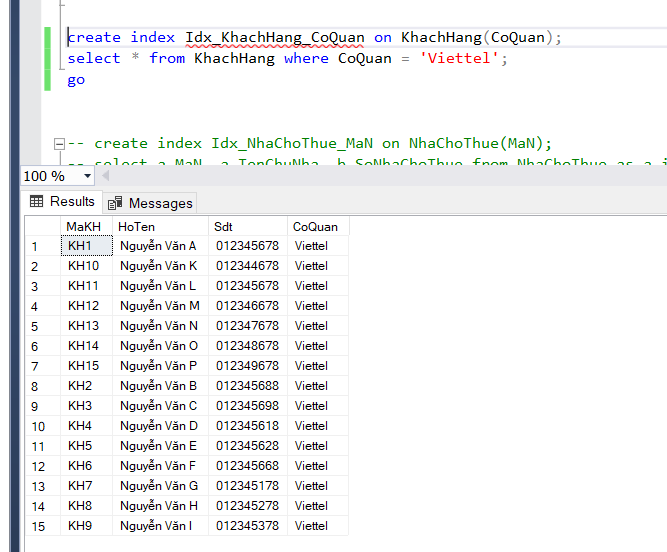 create index Idx_KhachHang_CoQuan on KhachHang(CoQuan);
select * from KhachHang where CoQuan = 'Viettel';
go
-- create index Idx_NhaChoThue_MaN on NhaChoThue(MaN);
-- select a.MaN, a.TenChuNha, b.SoNhaChoThue from NhaChoThue as a
100 %
Results Messages
MaKH HoTen Sdt CoQuan
1 KH1 Nguyễn Văn A 012345678 Viettel
2 KH10 Nguyễn Văn K 012344678 Viettel
3 KH11 Nguyễn Văn L 012345678 Viettel
4 KH12 Nguyễn Văn M 012346678 Viettel
5 KH13 Nguyễn Văn N 012347678 Viettel
6 KH14 Nguyễn Văn O 012348678 Viettel
7 KH15 Nguyễn Văn P 012349678 Viettel
8 KH2 Nguyễn Văn B 012345688 Viettel
9 KH3 Nguyễn Văn C 012345698 Viettel
10 KH4 Nguyễn Văn D 012345618 Viettel
11 KH5 Nguyễn Văn E 012345628 Viettel
12 KH6 Nguyễn Văn F 012345668 Viettel
13 KH7 Nguyễn Văn G 012345178 Viettel
14 KH8 Nguyễn Văn H 012345278 Viettel
15 KH9 Nguyễn Văn I 012345378 Viettel